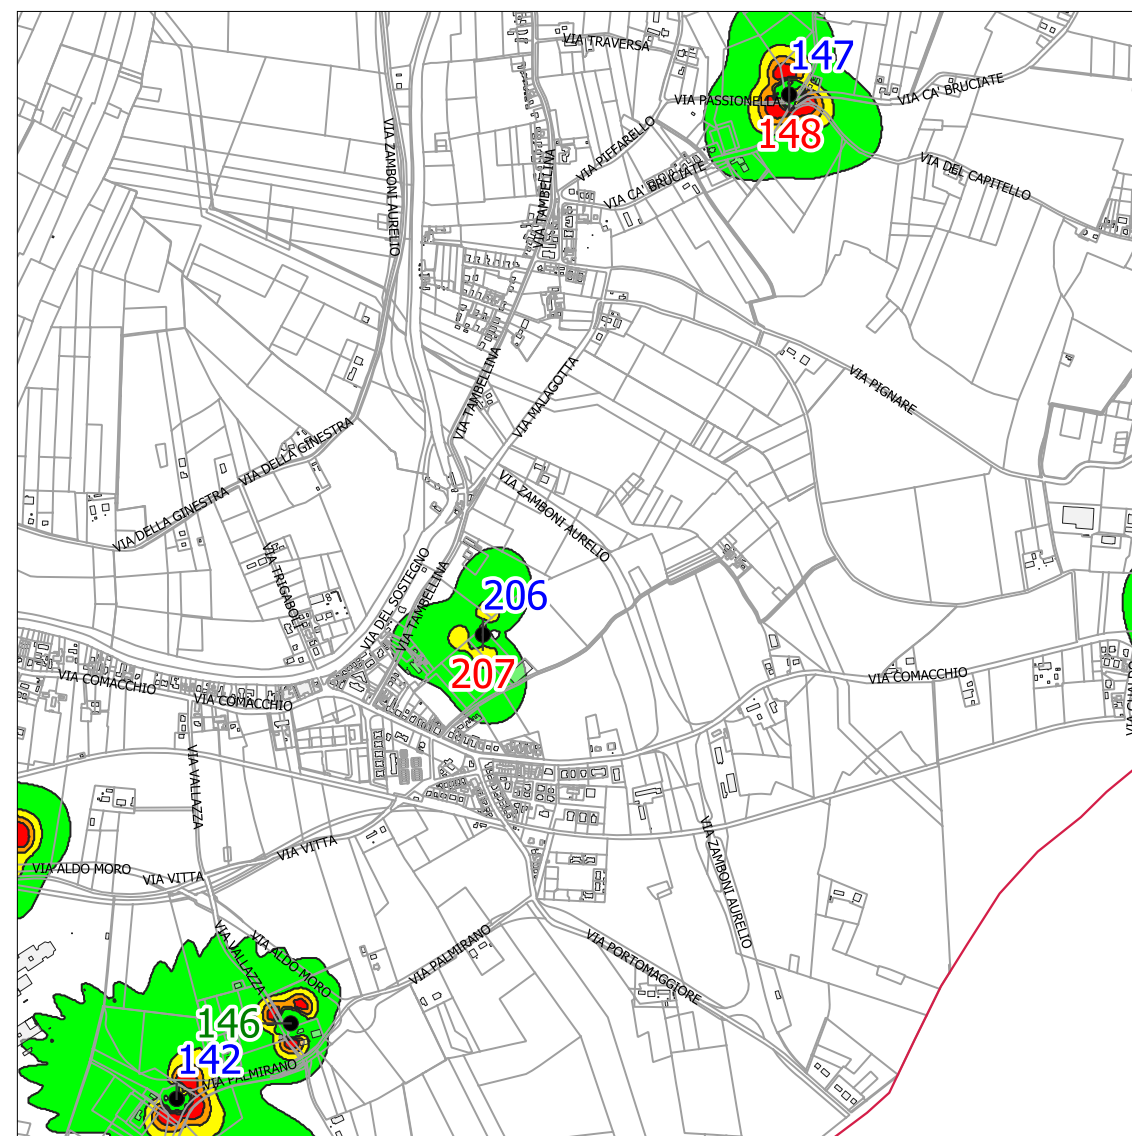 VIA TRAVERSA
147
VIA CA' BRUCIATE
VIA PASSIONELLA
148
VIA ZAMBONI AURELIO
VIA PIFFARELLO
VIA TAMBELLINA
VIA CA' BRUCIATE
VIA DEL CAPITELLO
VIA TAMBELLINA
VIA MALAGOTTA
VIA PIGNARE
VIA DELLA GINESTRA
VIA DELLA GINESTRA
VIA ZAMBONI AURELIO
VIA TRIGABOLI
VIA DEL SOSTEGNO
VIA TAMBELLINA
206
207
VIA COMACCHIO
VIA COMACCHIO
VIA COMACCHIO
VIA VALLAZZA
VIA VITTA
VIA ALDO MORO
VIA VITTA
VIA ZAMBONI AURELIO
VIA VALLAZZA
VIA ALDO MORO
VIA PALMIRANO
VIA PORTOMAGGIORE
146
142
VIA PALMIRANO